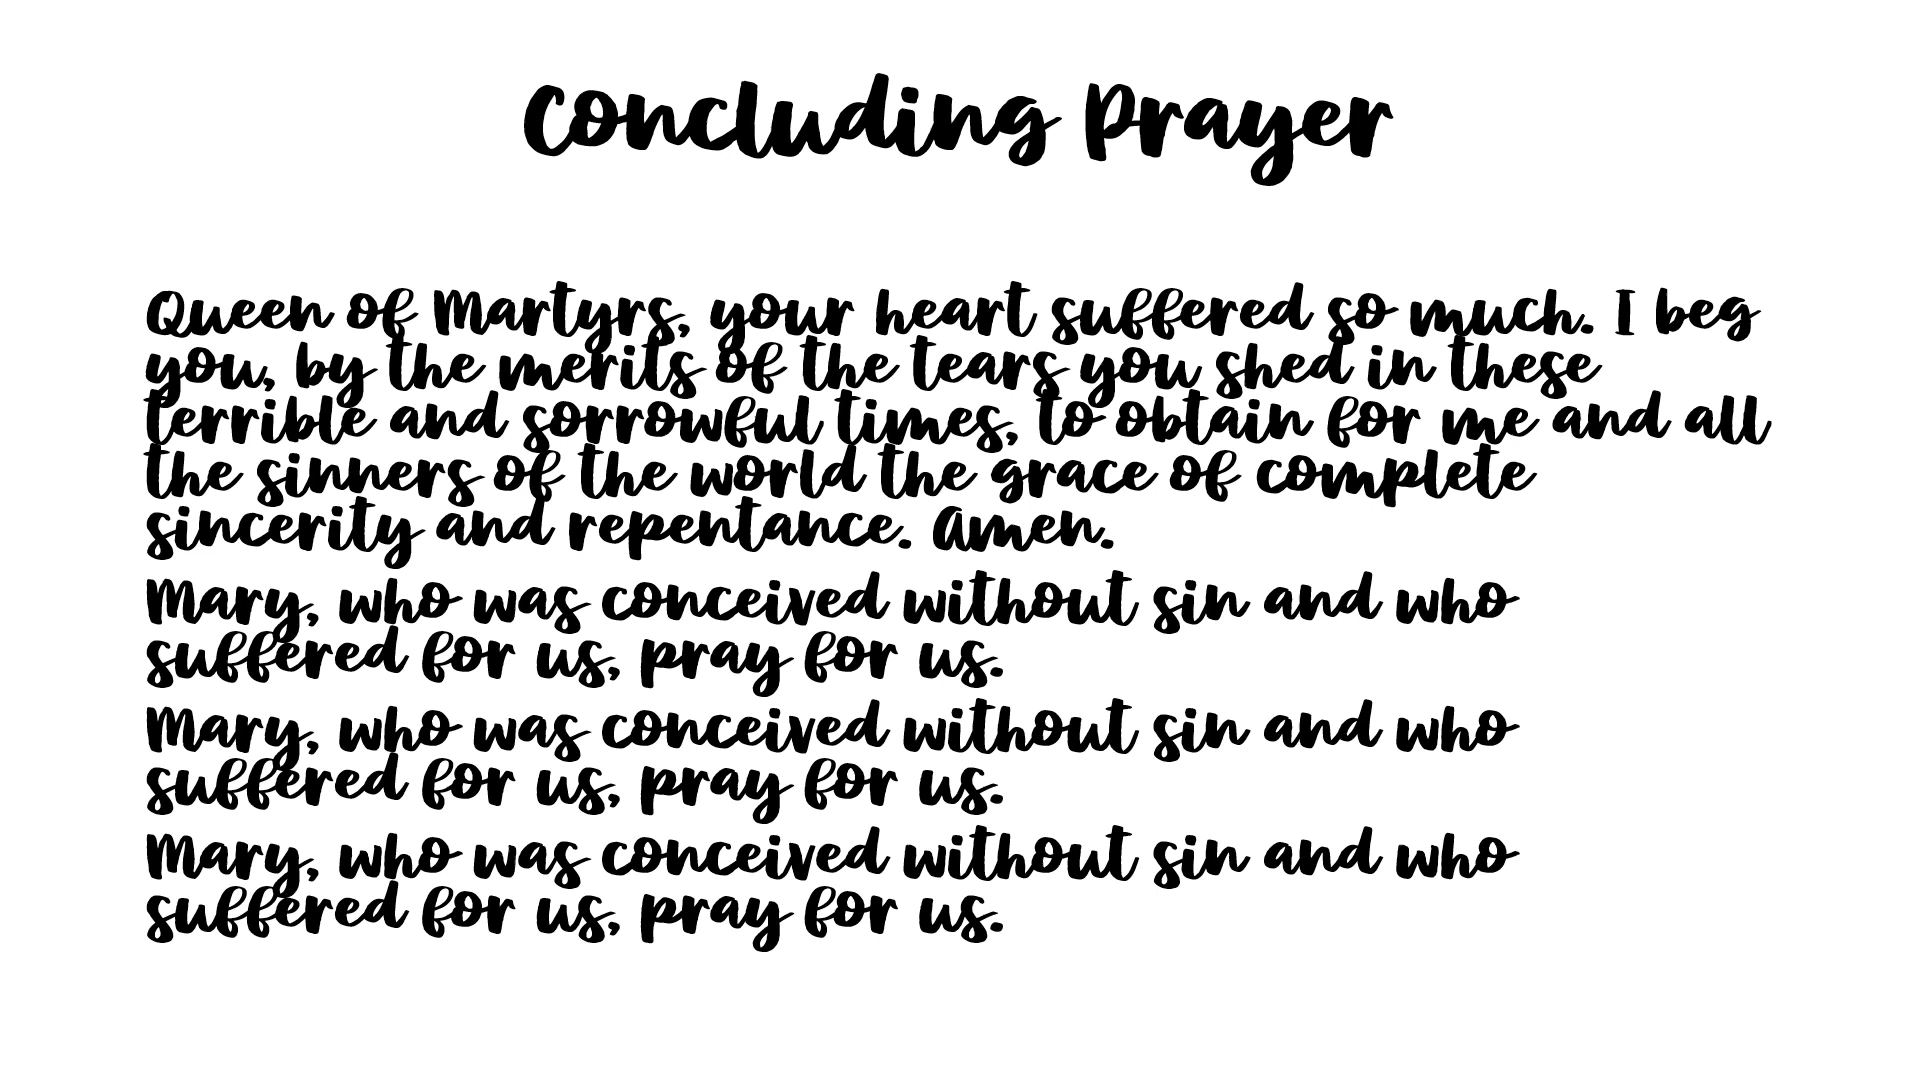 Concluding Prayer
Queen of Martyrs, your heart suffered so much. I beg
you, by the merits of the tears you shed in these
terrible and sorrowful times, to obtain for me and all
the sinners of the world the grace of complete
sincerity and repentance. Amen.
Mary, who was conceived without sin and who
suffered for us, pray for us.
Mary, who was conceived without sin and who
suffered for us, pray for us.
Mary, who was conceived without sin and who
suffered for us, pray for us.